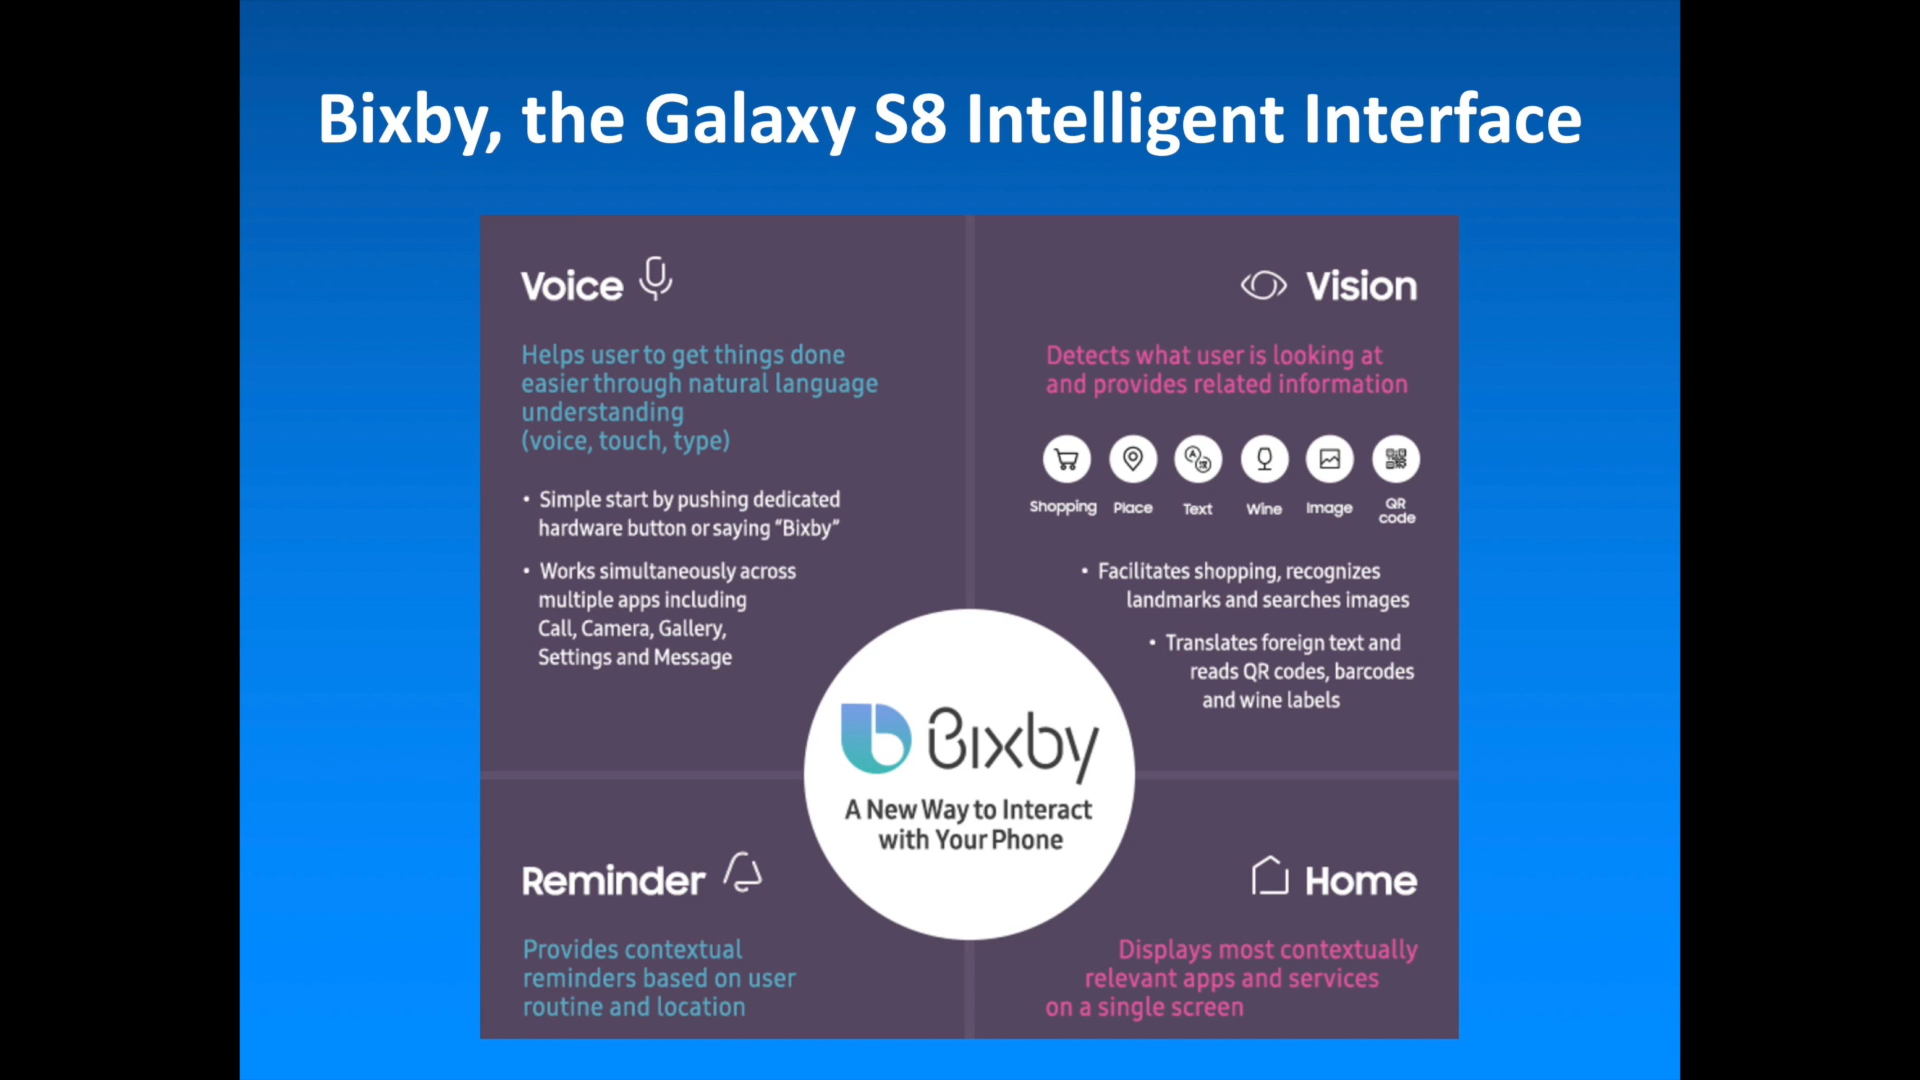 Bixby, the Galaxy S8 Intelligent Interface
Voice
Helps user to get things done
easier through natural language
understanding
(voice, touch, type)
• Simple start by pushing dedicated
hardware button or saying “Bixby”
• Works simultaneously across
multiple apps including
Call, Camera, Gallery,
Settings and Message
Vision
Detects what user is looking at
and provides related information
Shopping Place Text Wine Image QR
code
• Facilitates shopping, recognizes
landmarks and searches images
• Translates foreign text and
reads QR codes, barcodes
and wine labels
Bixby
A New Way to Interact
with Your Phone
Reminder
Provides contextual
reminders based on user
routine and location
Home
Displays most contextually
relevant apps and services
on a single screen